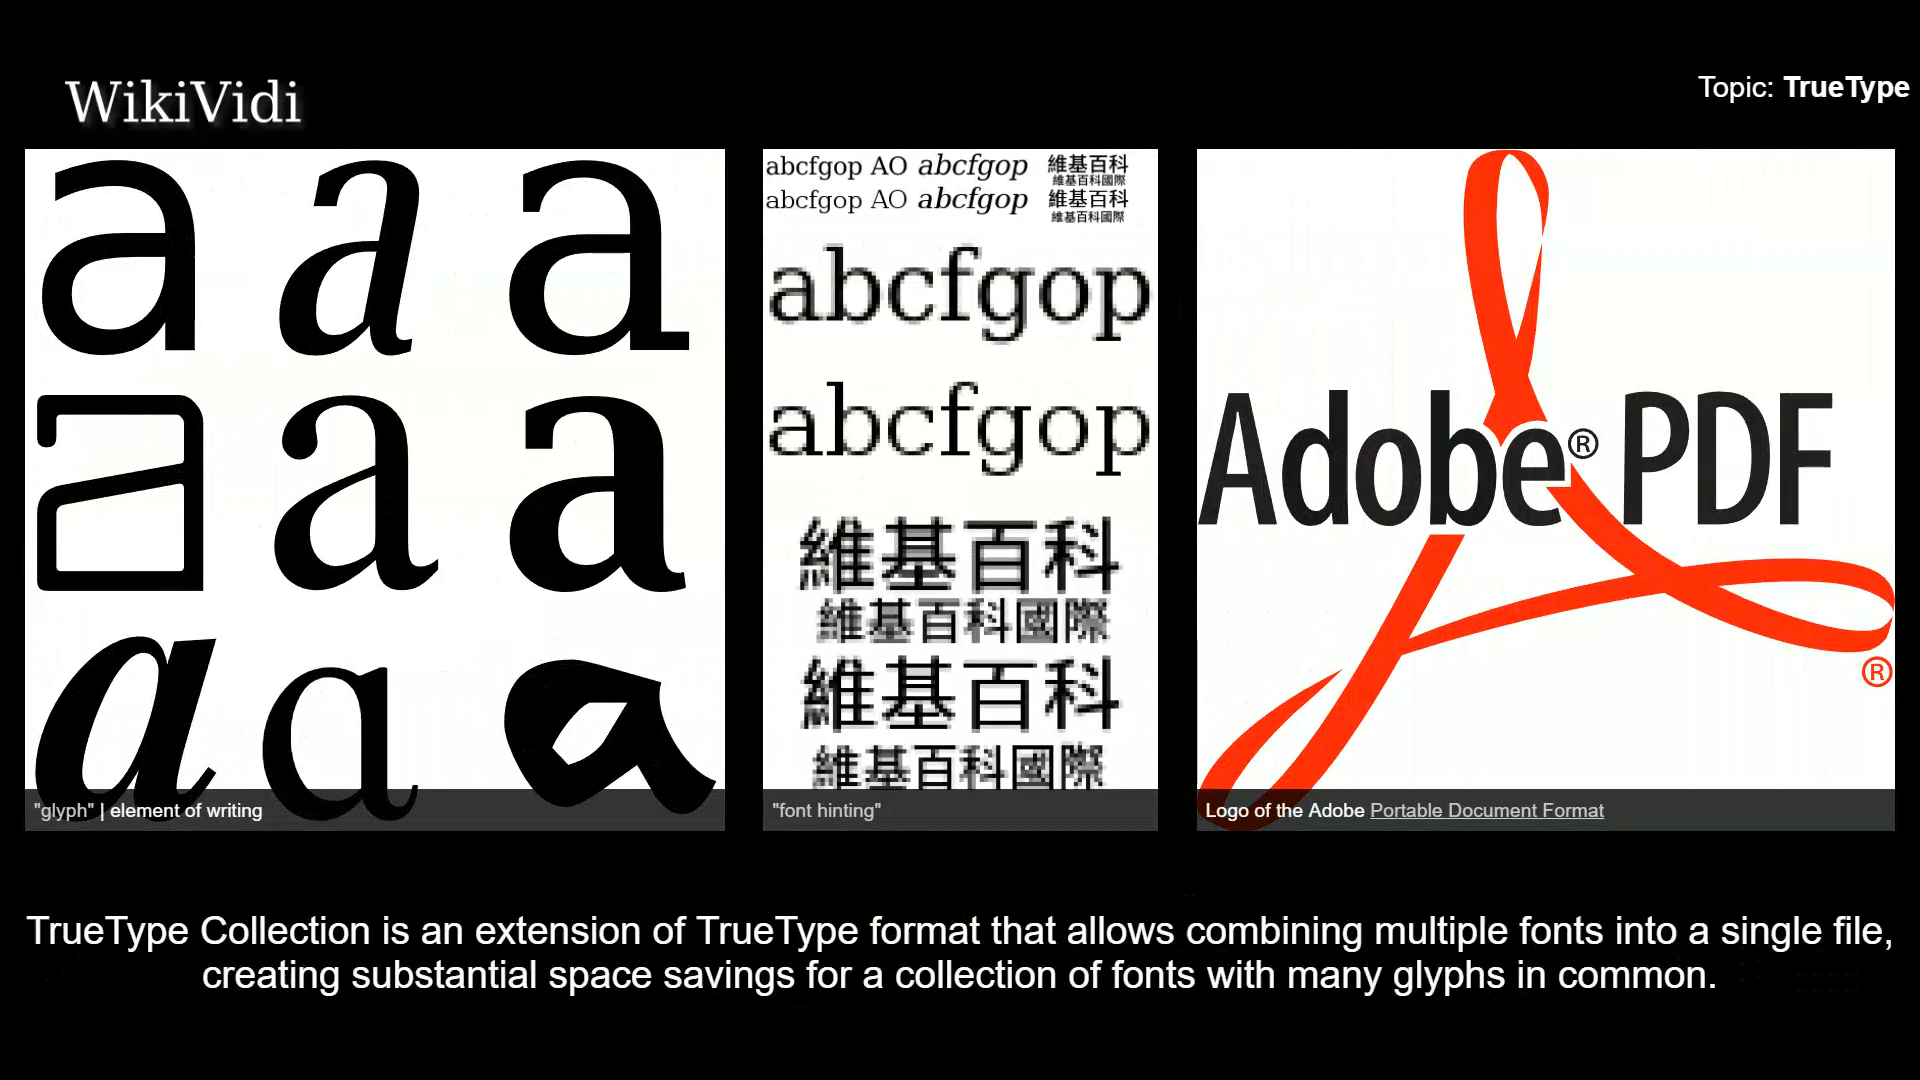 WikiVidi
Topic: TrueType
a a a
a a a
a a a
"glyph" | element of writing
abcfgop AO abcfgop 維基百科
維基百科國際
abcfgop AO abcfgop 維基百科
維基百科國際
abcfgop
abcfgop
維基百科
維基百科國際
維基百科
維基百科國際
"font hinting"
Adobe® PDF
®
Logo of the Adobe Portable Document Format
TrueType Collection is an extension of TrueType format that allows combining multiple fonts into a single file,
creating substantial space savings for a collection of fonts with many glyphs in common.